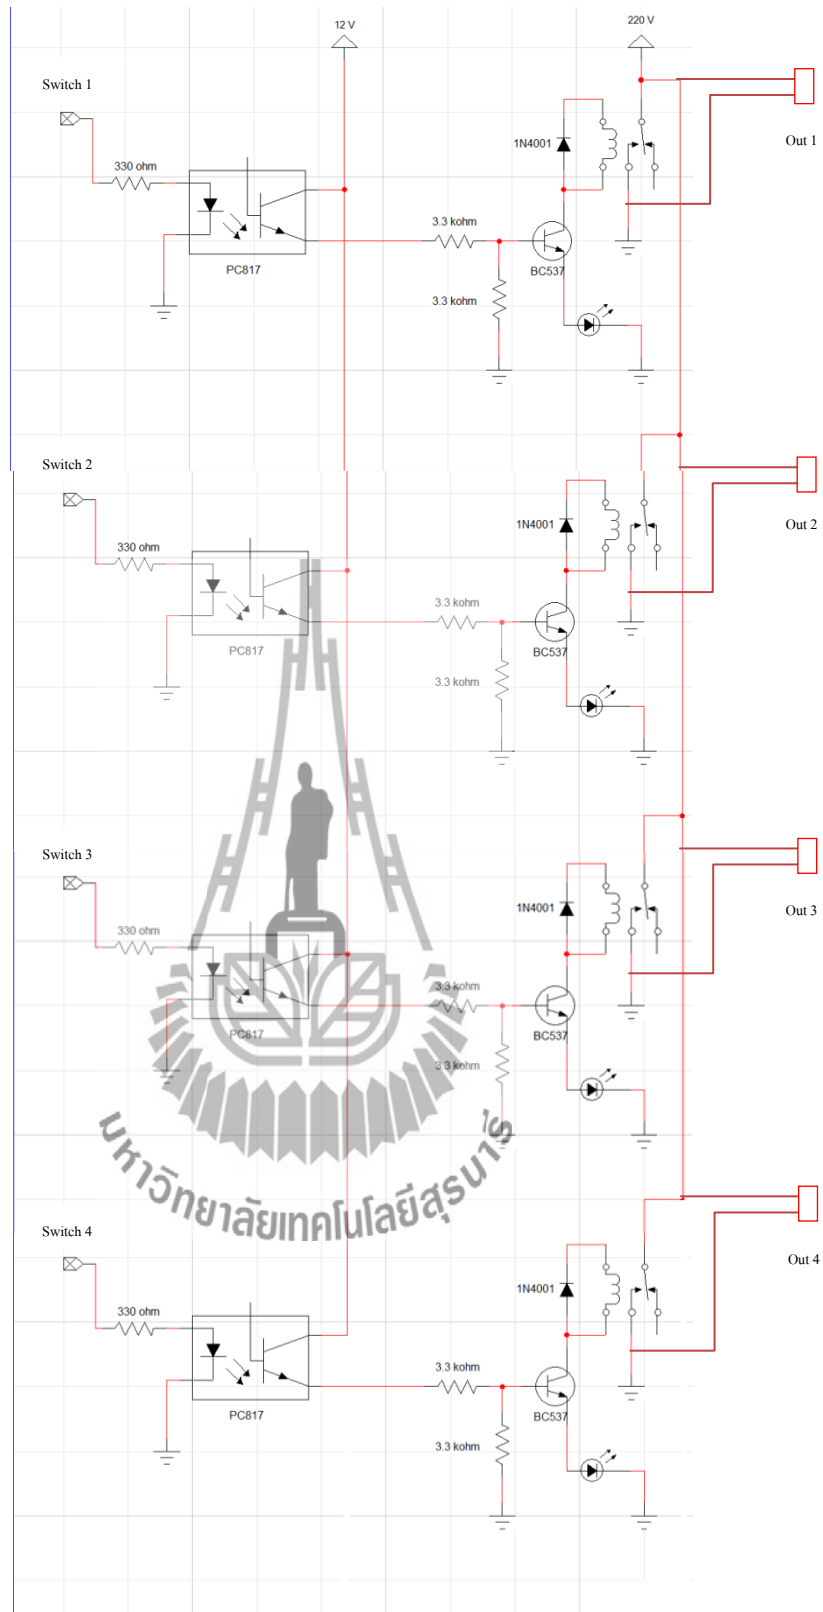 12 V
220 V
Switch 1
Out 1
1N4001
330 ohm
3.3 kohm
PC817
BC537
3.3 kohm
Switch 2
Out 2
1N4001
330 ohm
3.3 kohm
PC817
BC537
3.3 kohm
Switch 3
Out 3
1N4001
330 ohm
3.3 kohm
PC817
BC537
3.3 kohm
มหาวิทยาลัยเทคโนโลยีสุรนารี
Switch 4
Out 4
1N4001
330 ohm
3.3 kohm
PC817
BC537
3.3 kohm